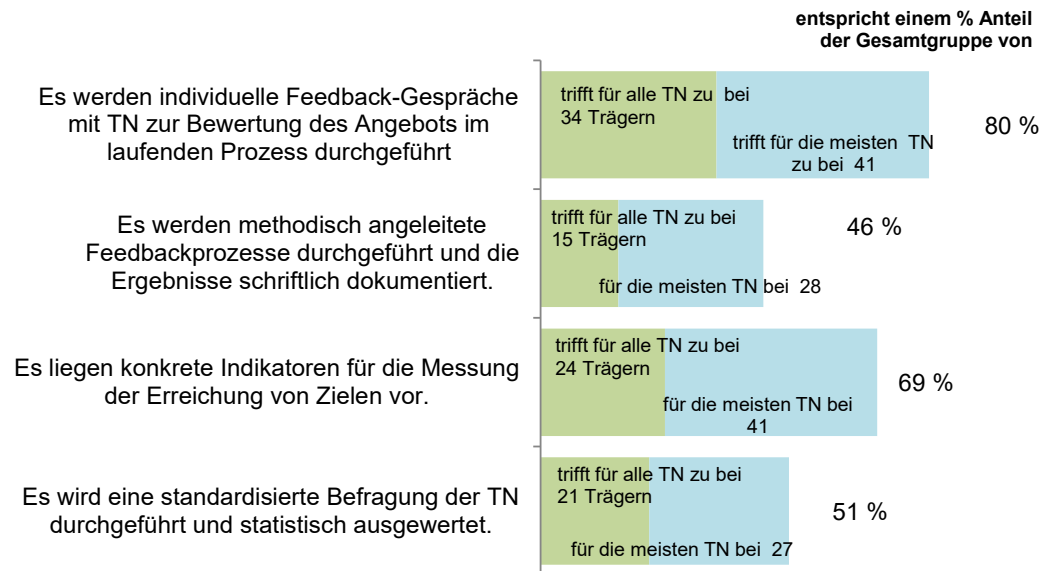 entspricht einem % Anteil
der Gesamtgruppe von
Es werden individuelle Feedback-Gespräche
mit TN zur Bewertung des Angebots im
laufenden Prozess durchgeführt
trifft für alle TN zu bei
34 Trägern
trifft für die meisten TN
zu bei 41
80 %
Es werden methodisch angeleitete
Feedbackprozesse durchgeführt und die
Ergebnisse schriftlich dokumentiert.
trifft für alle TN zu bei
15 Trägern
für die meisten TN bei 28
46 %
Es liegen konkrete Indikatoren für die Messung
der Erreichung von Zielen vor.
trifft für alle TN zu bei
24 Trägern
für die meisten TN bei
41
69 %
Es wird eine standardisierte Befragung der TN
durchgeführt und statistisch ausgewertet.
trifft für alle TN zu bei
21 Trägern
für die meisten TN bei 27
51 %